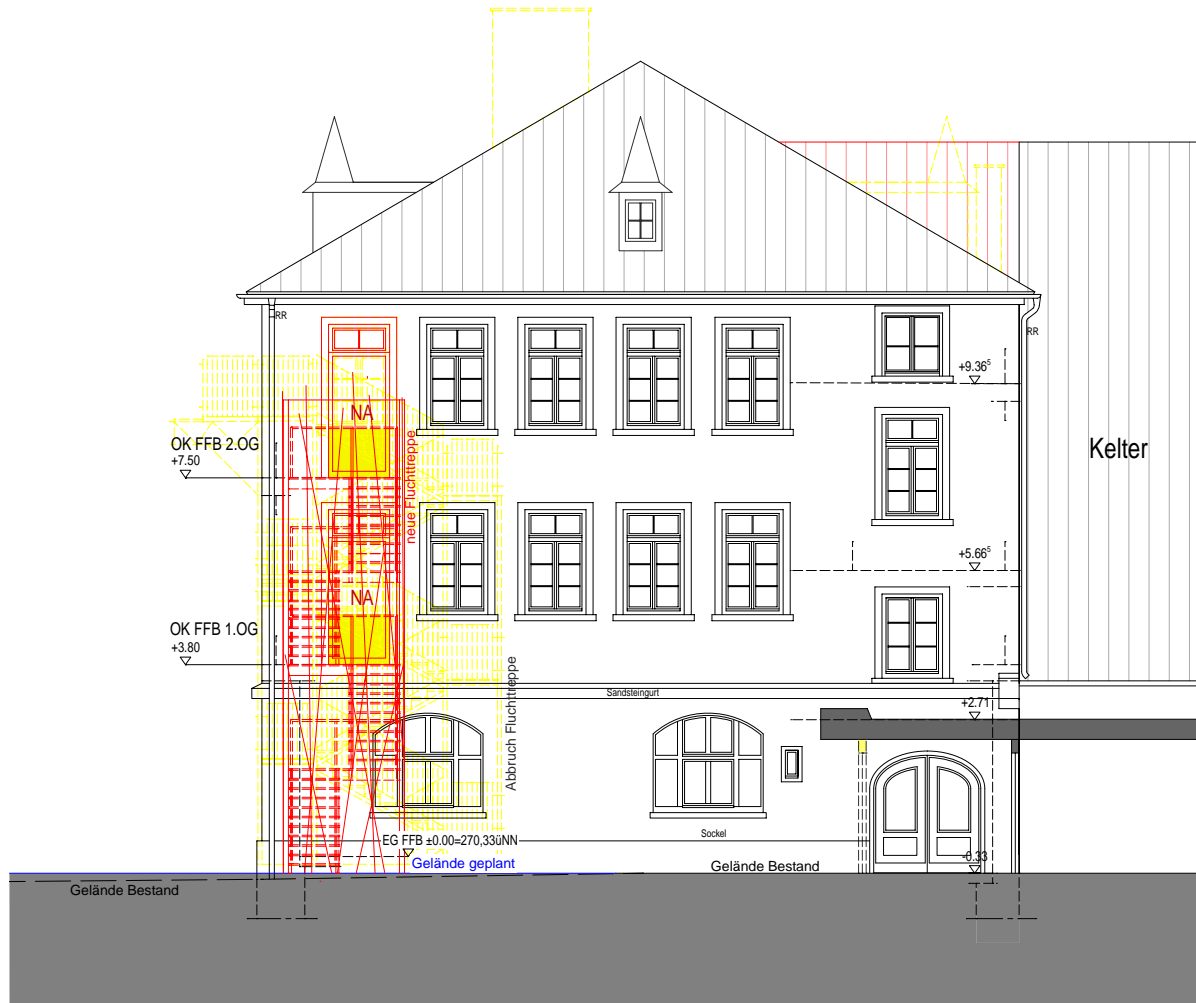 RR
RR
+9.36⁵
NA
OK FFB 2.OG
+7.50
Kelter
neue Fluchttreppe
+5.66⁵
NA
OK FFB 1.OG
+3.80
Abbruch Fluchttreppe
Sandsteingurt
+2.71
Sockel
EG FFB ±0.00=270,33üNN
Gelände geplant
Gelände Bestand
-0.33
Gelände Bestand